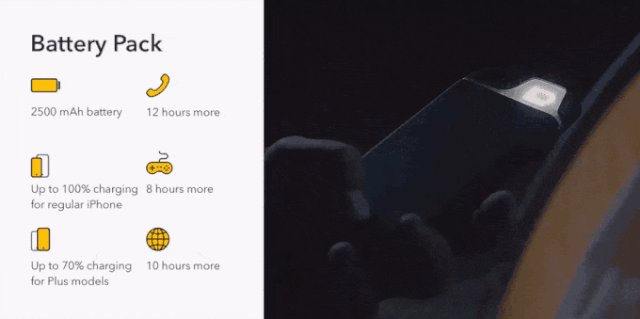 Battery Pack
2500 mAh battery
12 hours more
Up to 100% charging
for regular iPhone
8 hours more
Up to 70% charging
for Plus models
10 hours more